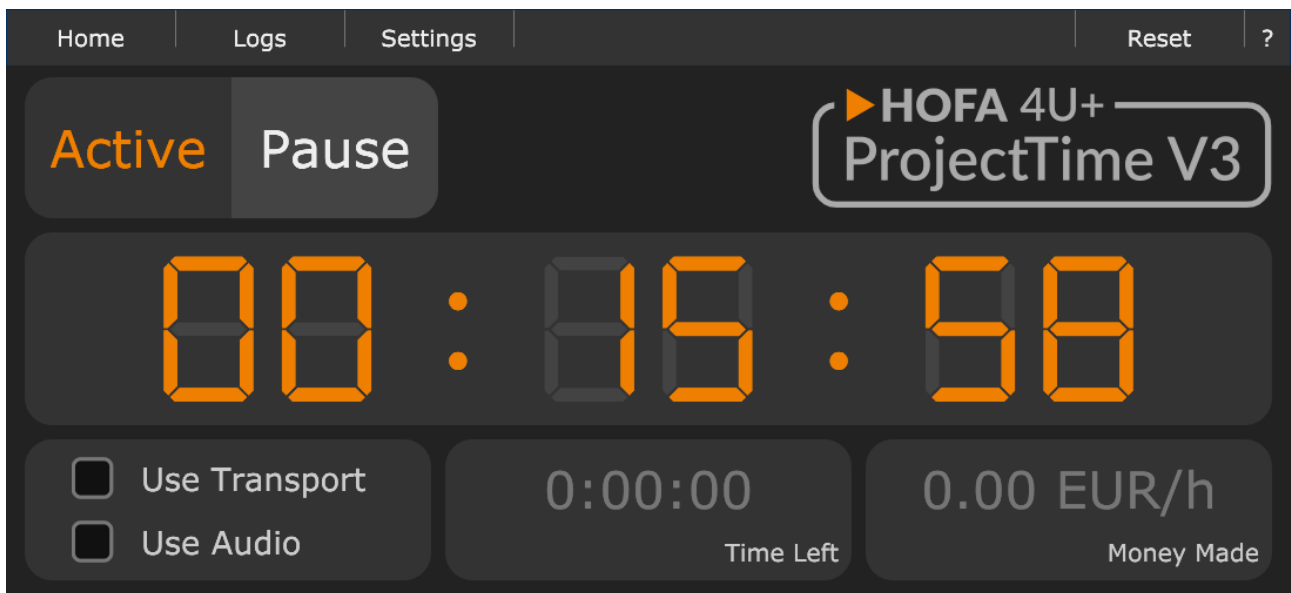 Home Logs Settings Reset ?
Active Pause
HOFA 4U+
ProjectTime V3
00:15:58
Use Transport
Use Audio
0:00:00
Time Left
0.00 EUR/h
Money Made